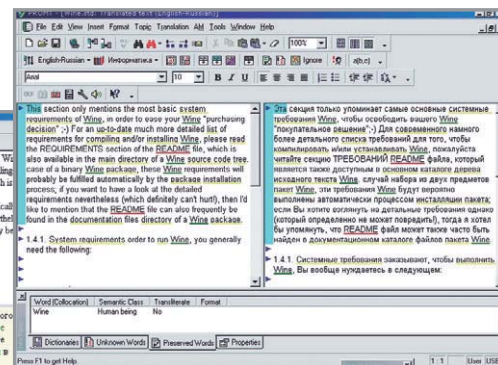 PROMT - [Wine.std: Translated text (English-Russian)]
File Edit View Insert Format Topic Translation AM Tools Window Help
100%
English-Russian Информатика Ignore a(b,c)
Arial 10 B I U
This section only mentions the most basic system
requirements of Wine, in order to ease your Wine "purchasing
decision" ;-) For an up-to-date much more detailed list of
requirements for compiling and/or installing Wine, please read
the REQUIREMENTS section of the README file, which is
also available in the main directory of a Wine source code tree.
case of a binary Wine package, these Wine requirements will
probably be fulfilled automatically by the package installation
process; if you want to have a look at the detailed
requirements nevertheless (which definitely can't hurt!), then I'd
like to mention that the README file can also frequently be
found in the documentation files directory of a Wine package.
1.4.1. System requirements order to run Wine, you generally
need the following:
Эта секция только упоминает самые основные системные
требования Wine, чтобы освободить вашего Wine
"покупательное решение";-) Для современного намного
более детального списка требований для того, чтобы
компилировать и/или устанавливать Wine, пожалуйста
читайте секцию ТРЕБОВАНИЙ README файла, который
является также доступным в основном каталоге дерева
исходного текста Wine. случай набора из двух предметов
пакет Wine, эти требования Wine будут вероятно
выполнены автоматически процессом инсталляции пакета;
если Вы хотите взглянуть на детальные требования однако
(который определенно не может повредить!), тогда я хотел
бы упомянуть, что README файл может также часто быть
найден в документационном каталоге файлов пакета Wine.
1.4.1. Системные требования заказывают, чтобы выполнить
Wine, Вы вообще нуждаетесь в следующем:
Word (Collocation) Semantic Class Transliterate Format
Wine Human being No
Dictionaries Unknown Words Preserved Words Properties
Press F1 to get Help. 1:1 User USE